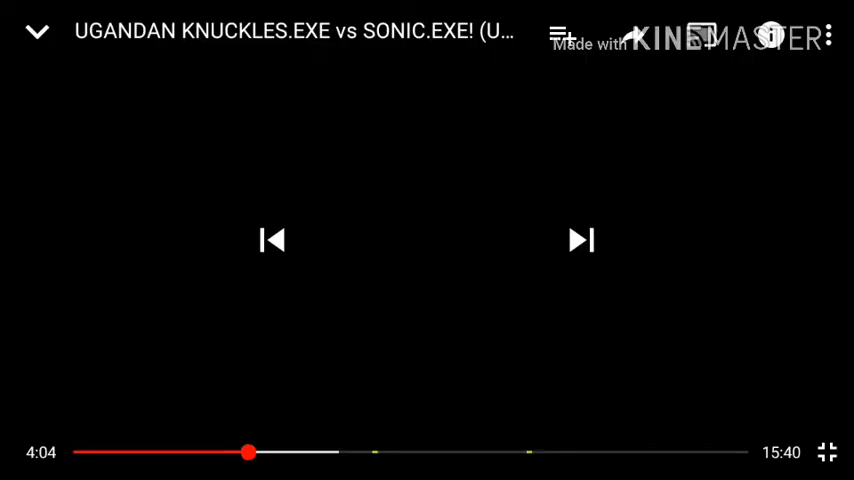 UGANDAN KNUCKLES.EXE vs SONIC.EXE! (U...
Made with KINEMASTER
4:04
15:40